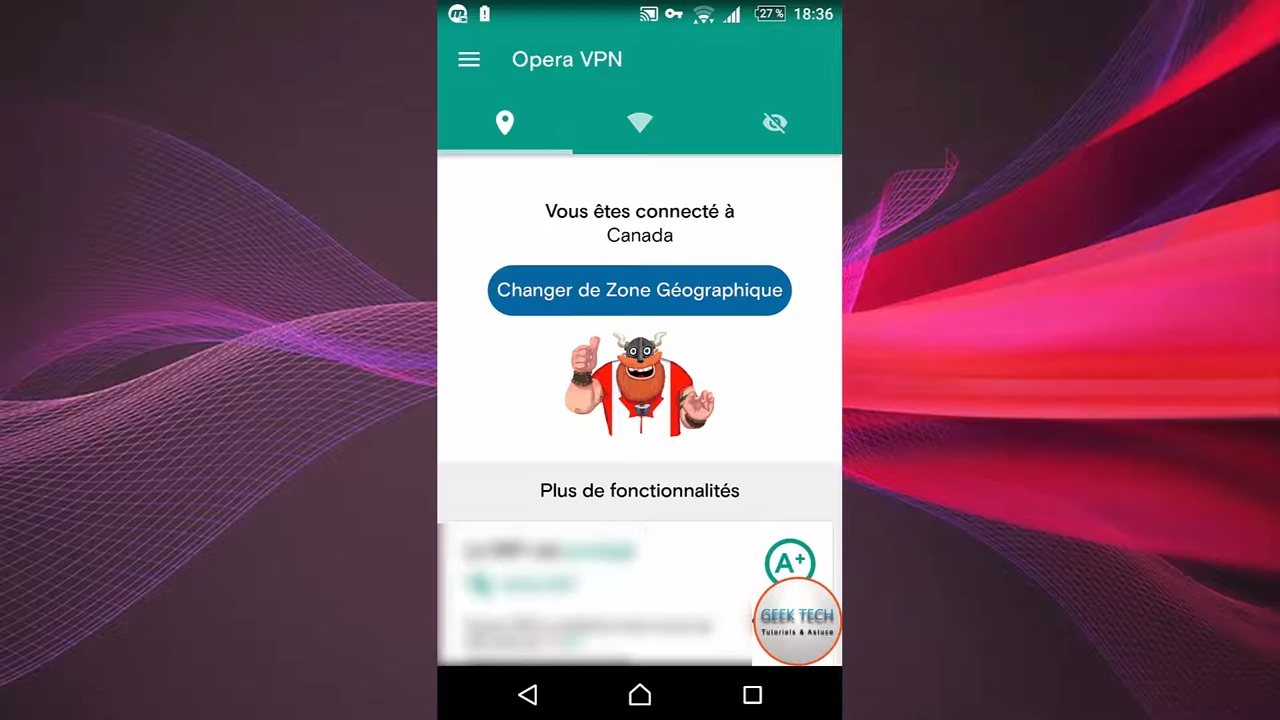 27 %
18:36
Opera VPN
Vous êtes connecté à
Canada
Changer de Zone Géographique
Plus de fonctionnalités
A+
GEEK TECH
Tutoriels & Astuce